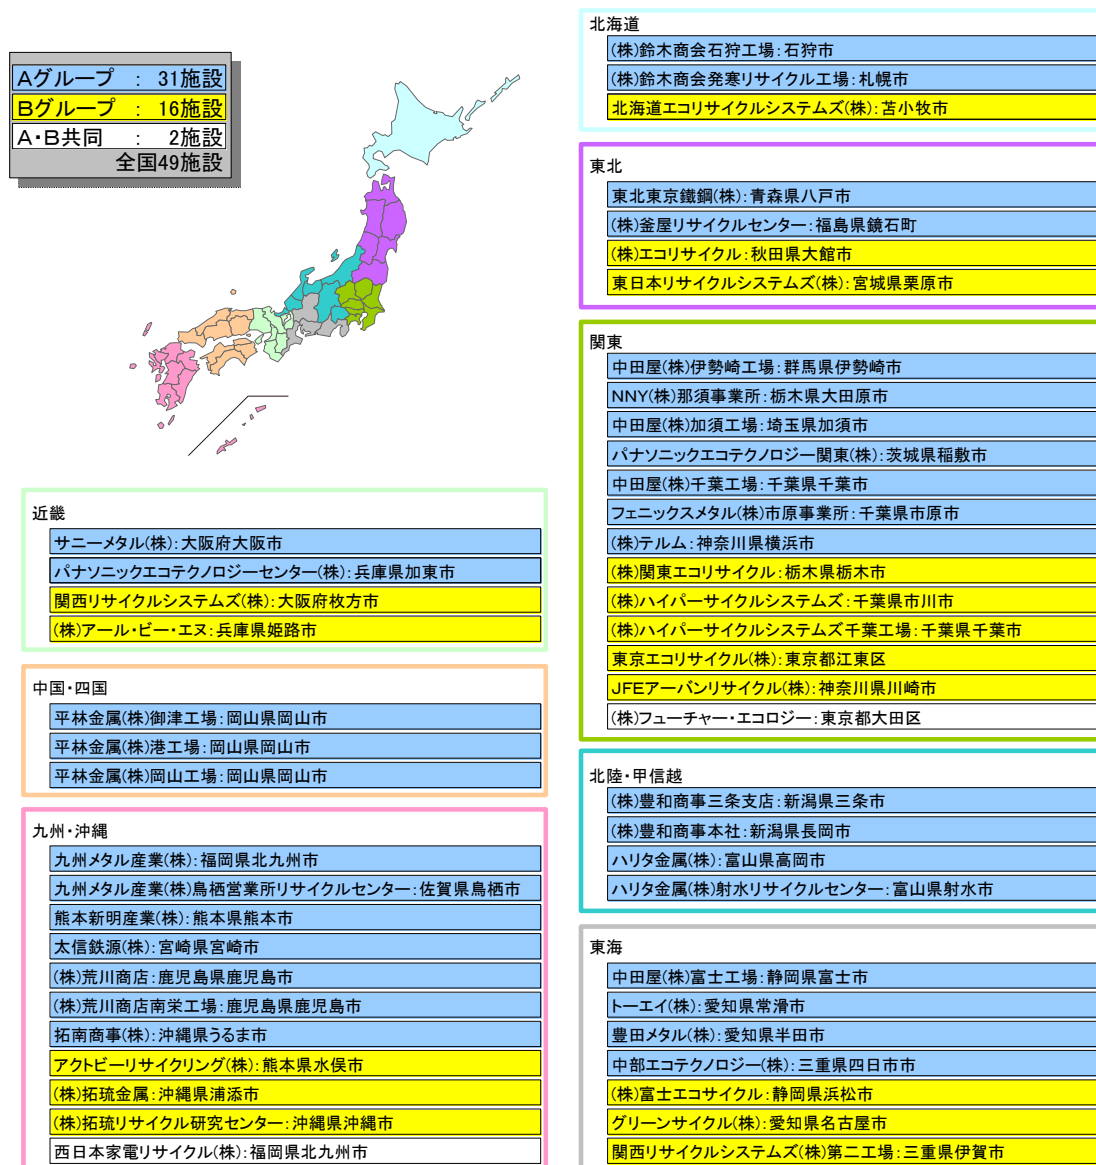 Aグループ : 31施設
Bグループ : 16施設
A・B共同 : 2施設
全国49施設
北海道
(株)鈴木商会石狩工場:石狩市
(株)鈴木商会発寒リサイクル工場:札幌市
北海道エコリサイクルシステムズ(株):苫小牧市
東北
東北東京鐵鋼(株):青森県八戸市
(株)釜屋リサイクルセンター:福島県鏡石町
(株)エコリサイクル:秋田県大館市
東日本リサイクルシステムズ(株):宮城県栗原市
関東
中田屋(株)伊勢崎工場:群馬県伊勢崎市
NNY(株)那須事業所:栃木県大田原市
中田屋(株)加須工場:埼玉県加須市
パナソニックエコテクノロジー関東(株):茨城県稲敷市
中田屋(株)千葉工場:千葉県千葉市
フェニックスメタル(株)市原事業所:千葉県市原市
(株)テルム:神奈川県横浜市
(株)関東エコリサイクル:栃木県栃木市
(株)ハイパーサイクルシステムズ:千葉県市川市
(株)ハイパーサイクルシステムズ千葉工場:千葉県千葉市
東京エコリサイクル(株):東京都江東区
JFEアーバンリサイクル(株):神奈川県川崎市
(株)フューチャー・エコロジー:東京都大田区
北陸・甲信越
(株)豊和商事三条支店:新潟県三条市
(株)豊和商事本社:新潟県長岡市
ハリタ金属(株):富山県高岡市
ハリタ金属(株)射水リサイクルセンター:富山県射水市
東海
中田屋(株)富士工場:静岡県富士市
トーエイ(株):愛知県常滑市
豊田メタル(株):愛知県半田市
中部エコテクノロジー(株):三重県四日市市
(株)富士エコサイクル:静岡県浜松市
グリーンサイクル(株):愛知県名古屋市
関西リサイクルシステムズ(株)第二工場:三重県伊賀市
近畿
サニーメタル(株):大阪府大阪市
パナソニックエコテクノロジーセンター(株):兵庫県加東市
関西リサイクルシステムズ(株):大阪府枚方市
(株)アール・ビー・エヌ:兵庫県姫路市
中国・四国
平林金属(株)御津工場:岡山県岡山市
平林金属(株)港工場:岡山県岡山市
平林金属(株)岡山工場:岡山県岡山市
九州・沖縄
九州メタル産業(株):福岡県北九州市
九州メタル産業(株)鳥栖営業所リサイクルセンター:佐賀県鳥栖市
熊本新明産業(株):熊本県熊本市
太信鉄源(株):宮崎県宮崎市
(株)荒川商店:鹿児島県鹿児島市
(株)荒川商店南栄工場:鹿児島県鹿児島市
拓南商事(株):沖縄県うるま市
アクトビーリサイクリング(株):熊本県水俣市
(株)拓琉金属:沖縄県浦添市
(株)拓琉リサイクル研究センター:沖縄県沖縄市
西日本家電リサイクル(株):福岡県北九州市